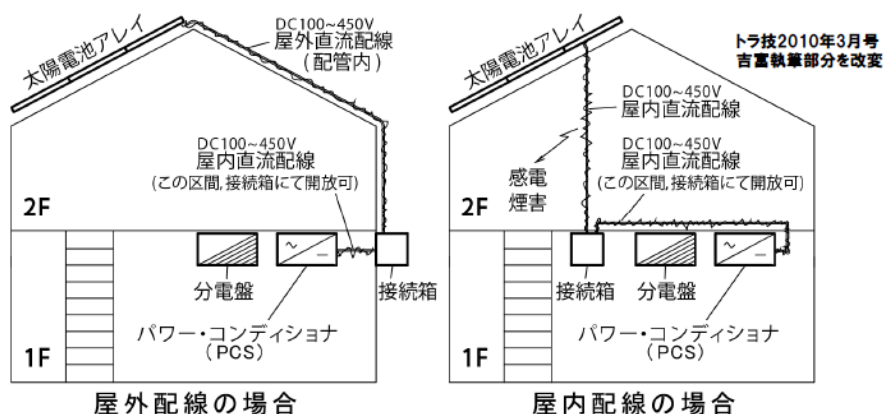 太陽電池アレイ
DC100~450V
屋外直流配線
(配管内)
DC100~450V
屋内直流配線
(この区間,接続箱にて開放可)
2F
分電盤
接続箱
パワー・コンディショナ
(PCS)
1F
屋外配線の場合
太陽電池アレイ
トラ技2010年3月号
吉富執筆部分を改変
DC100~450V
屋内直流配線
DC100~450V
屋内直流配線
(この区間,接続箱にて開放可)
感電
煙害
2F
接続箱
分電盤
パワー・コンディショナ
(PCS)
1F
屋内配線の場合